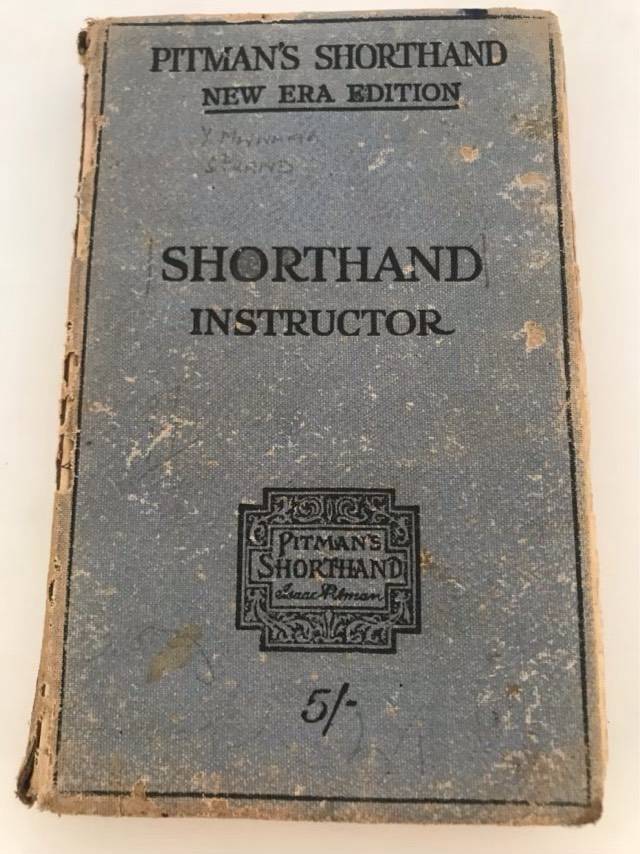 PITMAN'S SHORTHAND
NEW ERA EDITION
SHORTHAND
INSTRUCTOR
PITMAN'S
SHORTHAND
Isaac Pitman
5/-